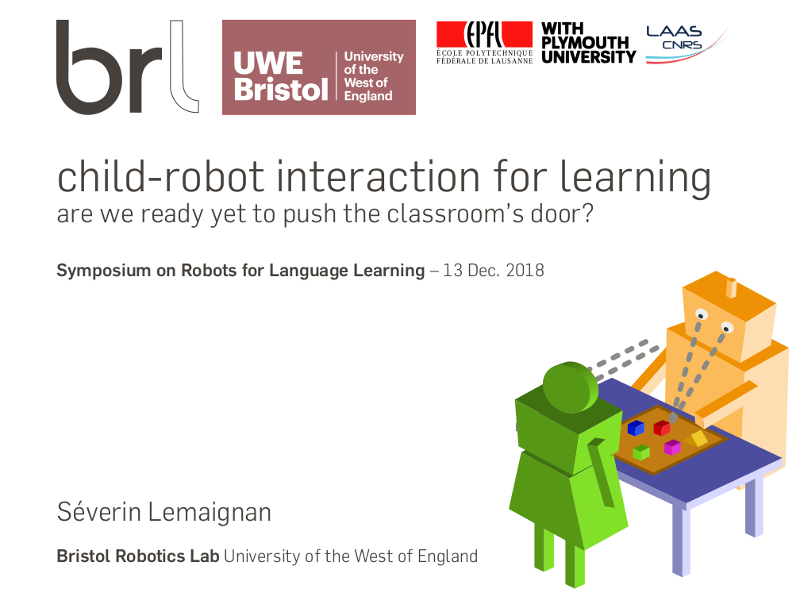 brl
UWE
Bristol
University
of the
West of
England
EPFL
ÉCOLE POLYTECHNIQUE
FÉDÉRALE DE LAUSANNE
WITH
PLYMOUTH
UNIVERSITY
LAAS
CNRS
child-robot interaction for learning
are we ready yet to push the classroom's door?
Symposium on Robots for Language Learning – 13 Dec. 2018
Séverin Lemaignan
Bristol Robotics Lab University of the West of England